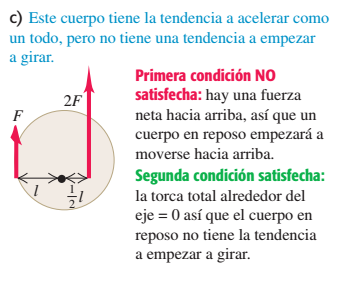 c) Este cuerpo tiene la tendencia a acelerar como
un todo, pero no tiene una tendencia a empezar
a girar.
Primera condición NO
satisfecha: hay una fuerza
neta hacia arriba, así que un
cuerpo en reposo empezará a
moverse hacia arriba.
Segunda condición satisfecha:
la torca total alrededor del
eje = 0 así que el cuerpo en
reposo no tiene la tendencia
a empezar a girar.
2F
F
l
1/2 l